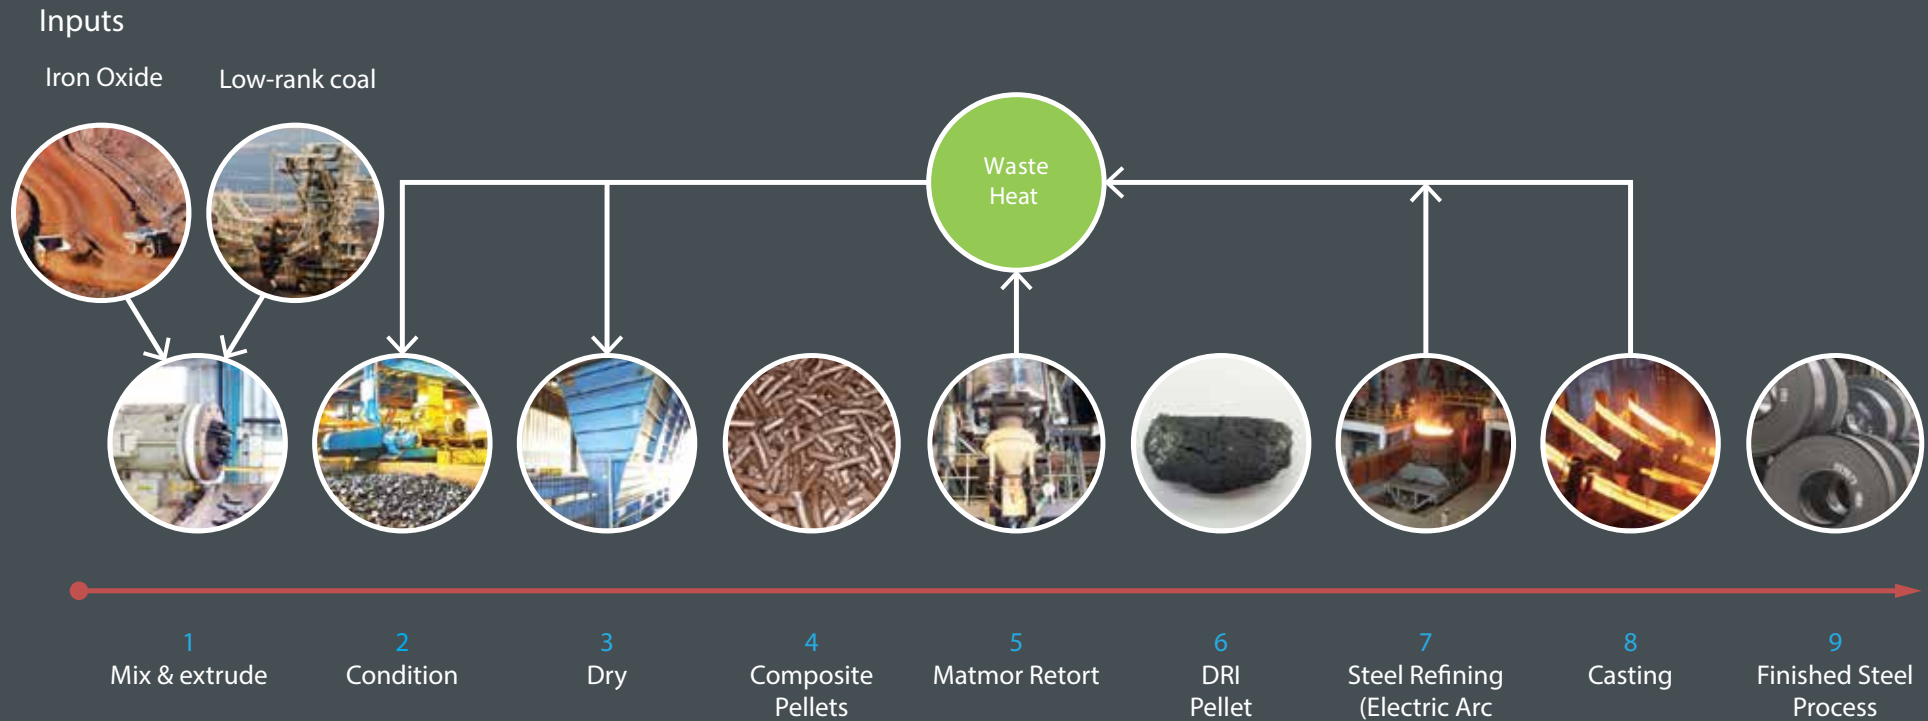 Inputs
Iron Oxide
Low-rank coal
Waste
Heat
1
Mix & extrude
2
Condition
3
Dry
4
Composite
Pellets
5
Matmor Retort
6
DRI
Pellet
7
Steel Refining
(Electric Arc
8
Casting
9
Finished Steel
Process